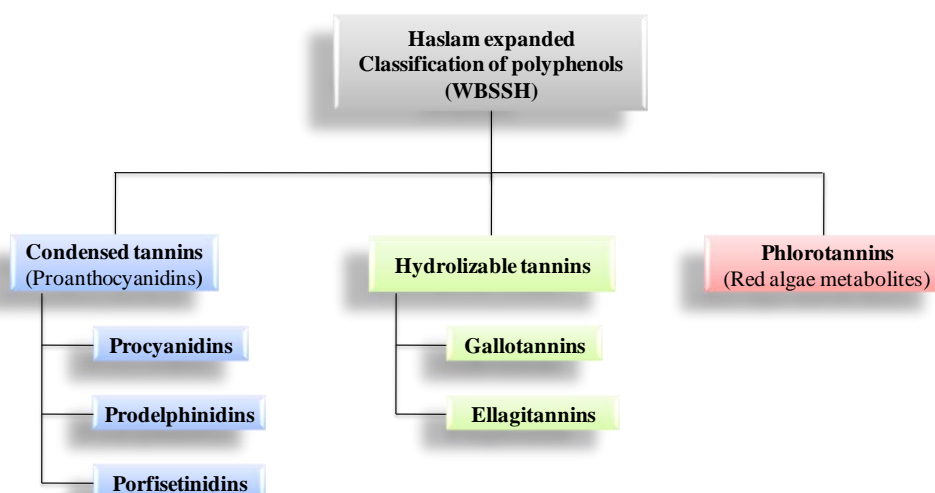 Haslam expanded
Classification of polyphenols
(WBSSH)
Condensed tannins
(Proanthocyanidins)
Hydrolizable tannins
Phlorotannins
(Red algae metabolites)
Procyanidins
Gallotannins
Prodelphinidins
Ellagitannins
Porfisetinidins